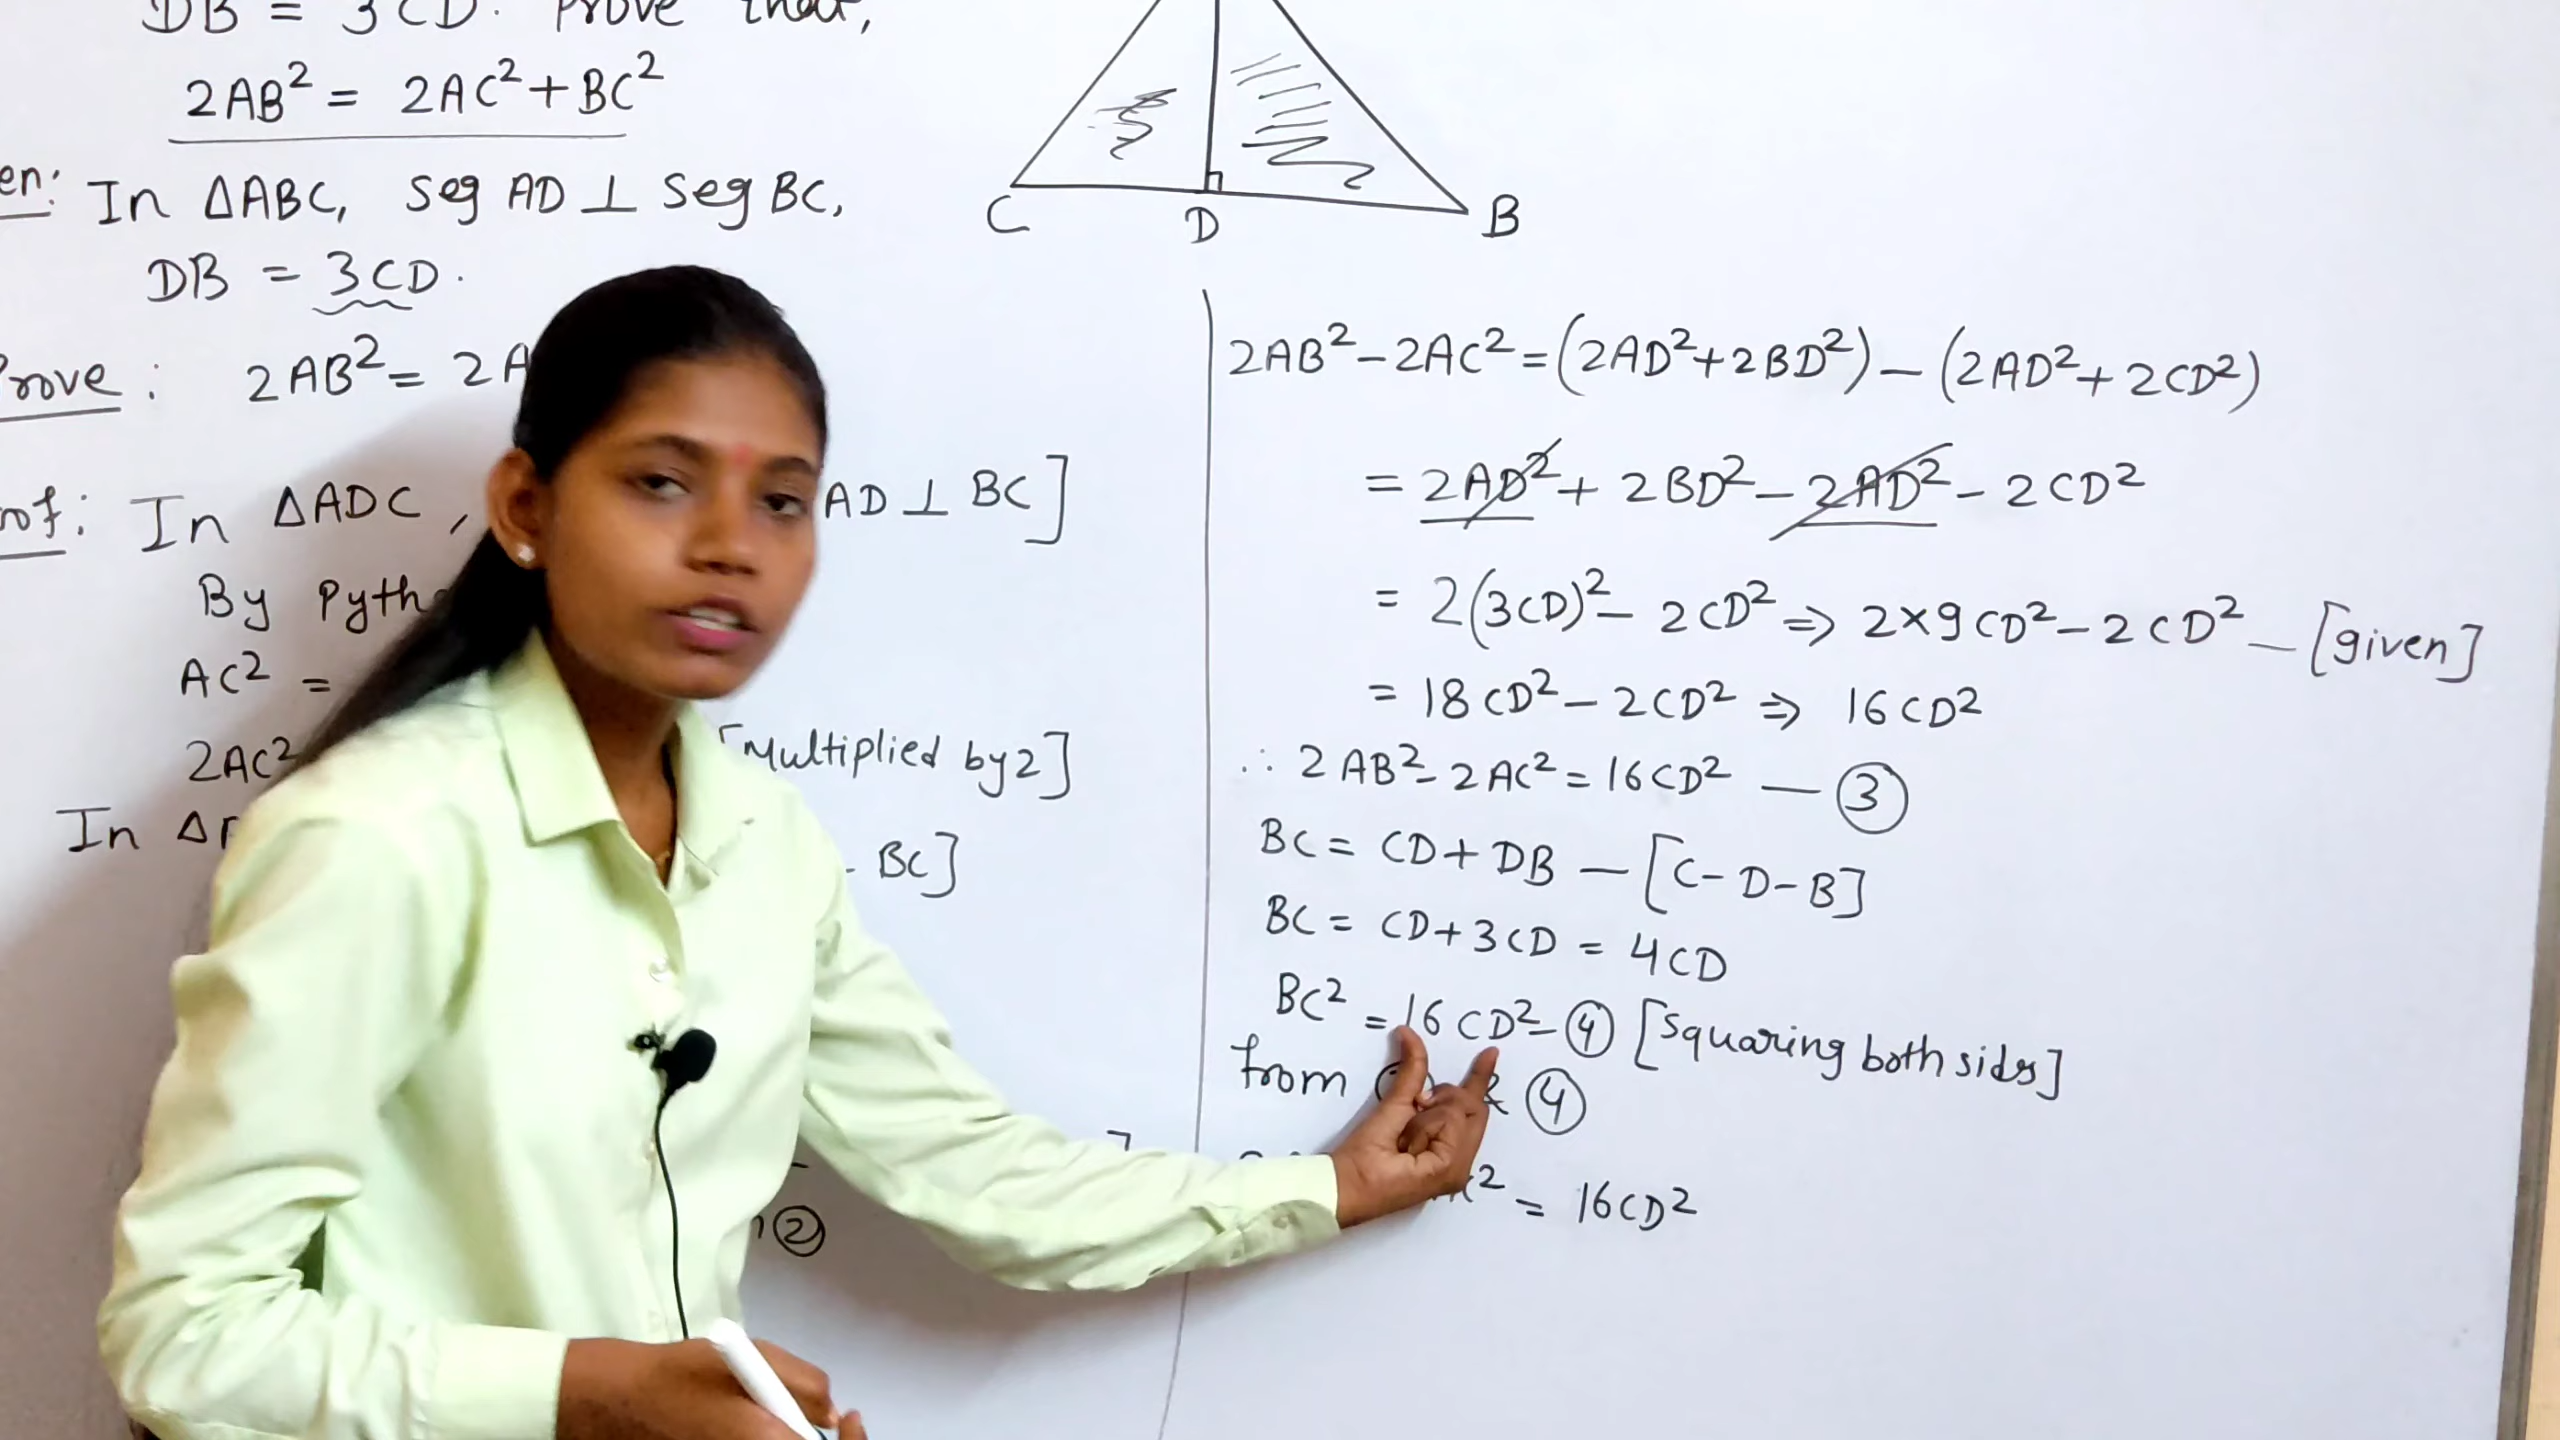 DB = 3CD. Prove that,
2AB² = 2AC² + BC²
en: In ΔABC, seg AD ⊥ seg BC,
DB = 3CD.
Prove : 2AB² = 2A
of: In ΔADC , AD ⊥ BC]
By Pyth
AC² =
2AC² [Multiplied by 2]
In Δ - BC]
②
C D B
2AB² - 2AC² = (2AD² + 2BD²) - (2AD² + 2CD²)
= 2AD² + 2BD² - 2AD² - 2CD²
= 2(3CD)² - 2CD² ⇒ 2×9CD² - 2CD² — [given]
= 18CD² - 2CD² ⇒ 16CD²
∴ 2AB² - 2AC² = 16CD² — ③
BC = CD + DB — [C-D-B]
BC = CD + 3CD = 4CD
BC² = 16CD² - ④ [squaring both sides]
from & ④
² = 16CD²